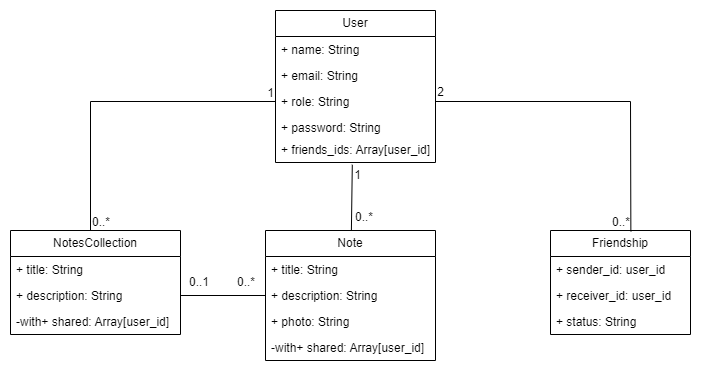 User
+ name: String
+ email: String
+ role: String
+ password: String
+ friends_ids: Array[user_id]
1
2
1
0..*
0..*
0..*
NotesCollection
+ title: String
+ description: String
-with+ shared: Array[user_id]
0..1
0..*
Note
+ title: String
+ description: String
+ photo: String
-with+ shared: Array[user_id]
Friendship
+ sender_id: user_id
+ receiver_id: user_id
+ status: String